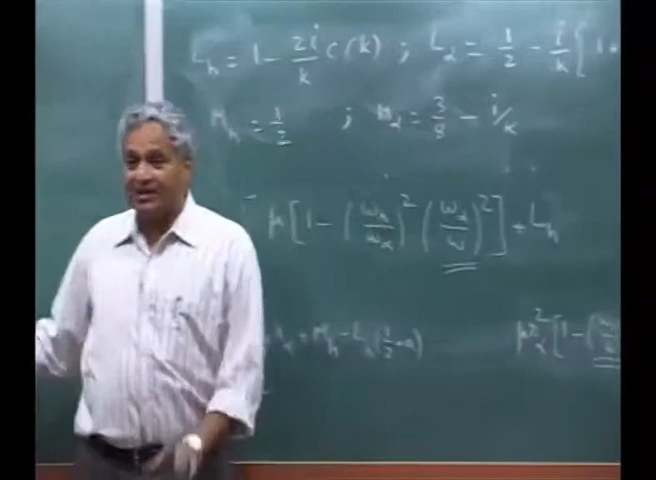 L_h = 1 - 2i/k C(k) ; L_α = 1/2 - i/k [1+
M_h = 1/2 ; M_α = 3/8 - i/k
μ[1 - (ω_h/ω_α)² (ω_α/ω)²] + L_h
M_h - L_h(1/2 + a) μr_α²[1 - (